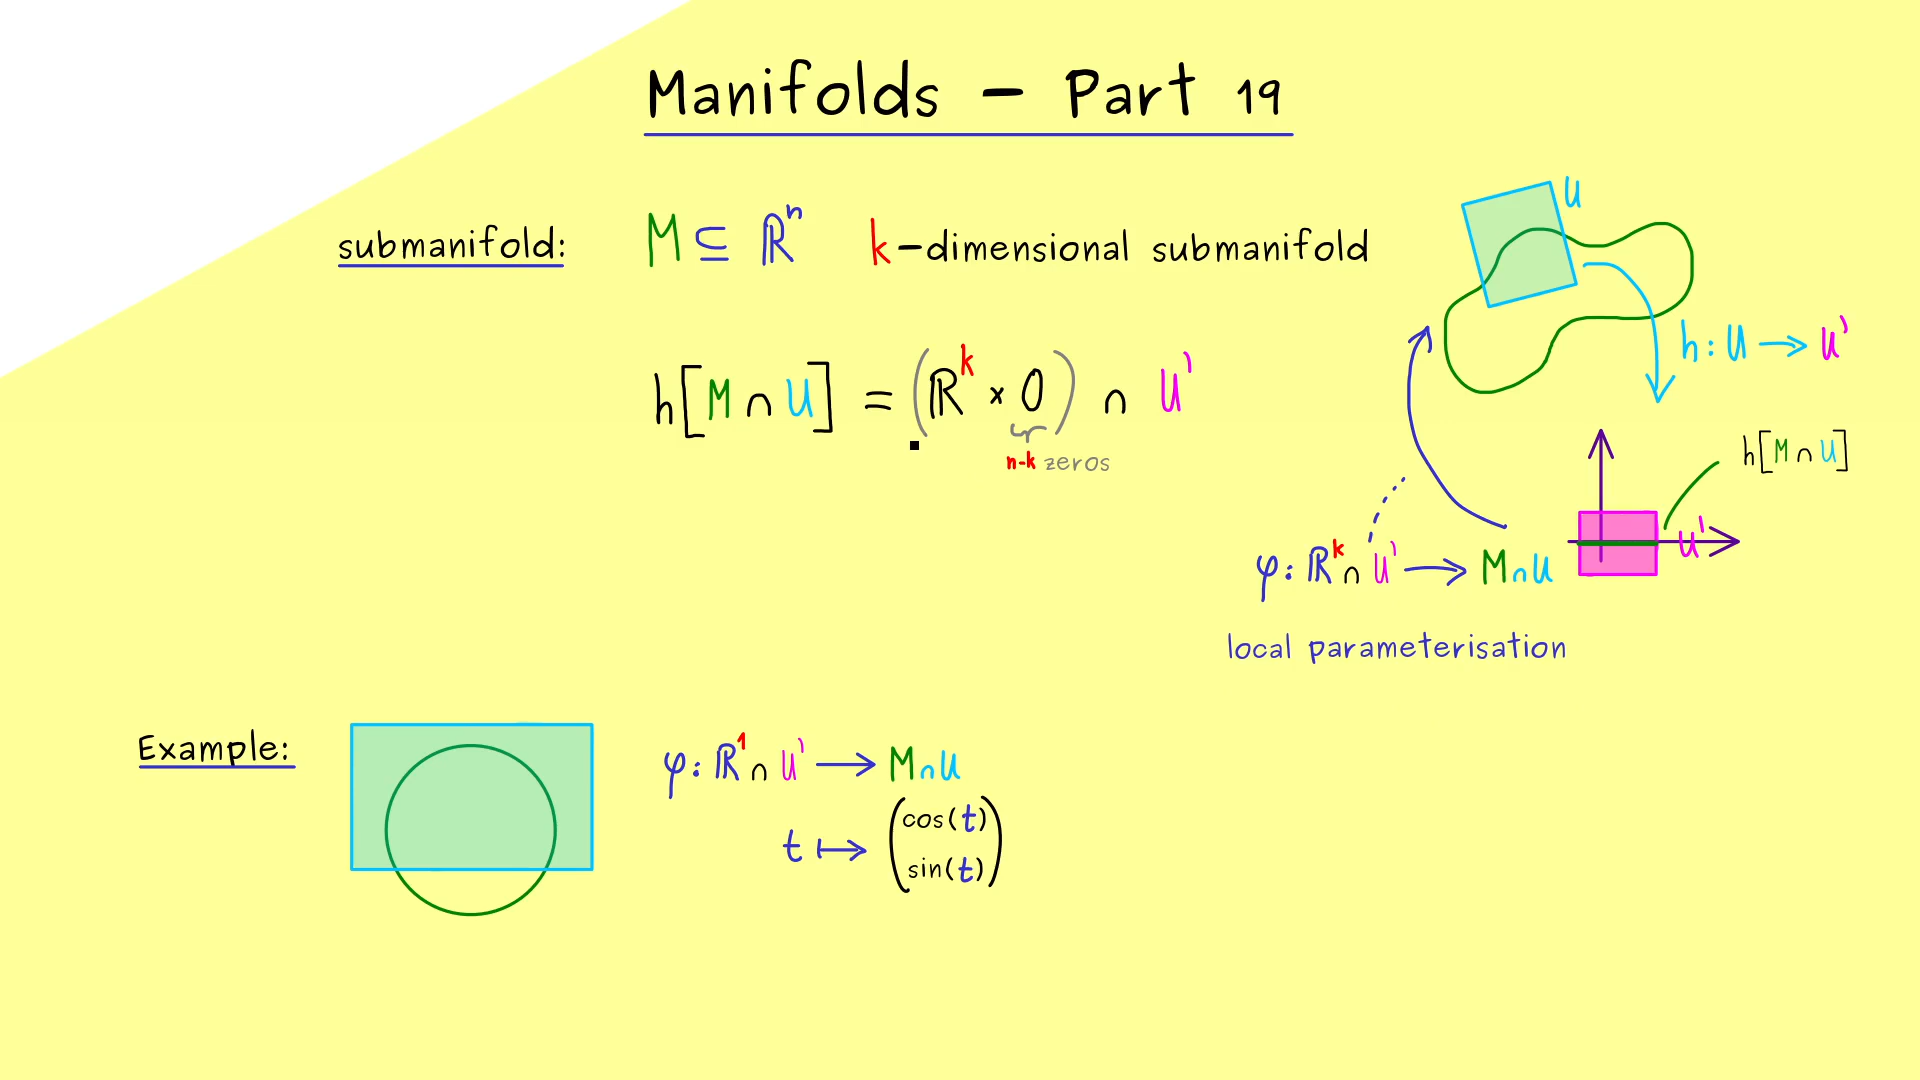 Manifolds – Part 19
submanifold: M ⊆ ℝⁿ k-dimensional submanifold
U
h : U → U'
h[M ∩ U] = (ℝᵏ × 0) ∩ U'
n-k zeros
h[M ∩ U]
U'
φ : ℝᵏ ∩ U' → M ∩ U
local parameterisation
Example: φ : ℝ¹ ∩ U' → M ∩ U
t ↦ (cos(t)
sin(t))